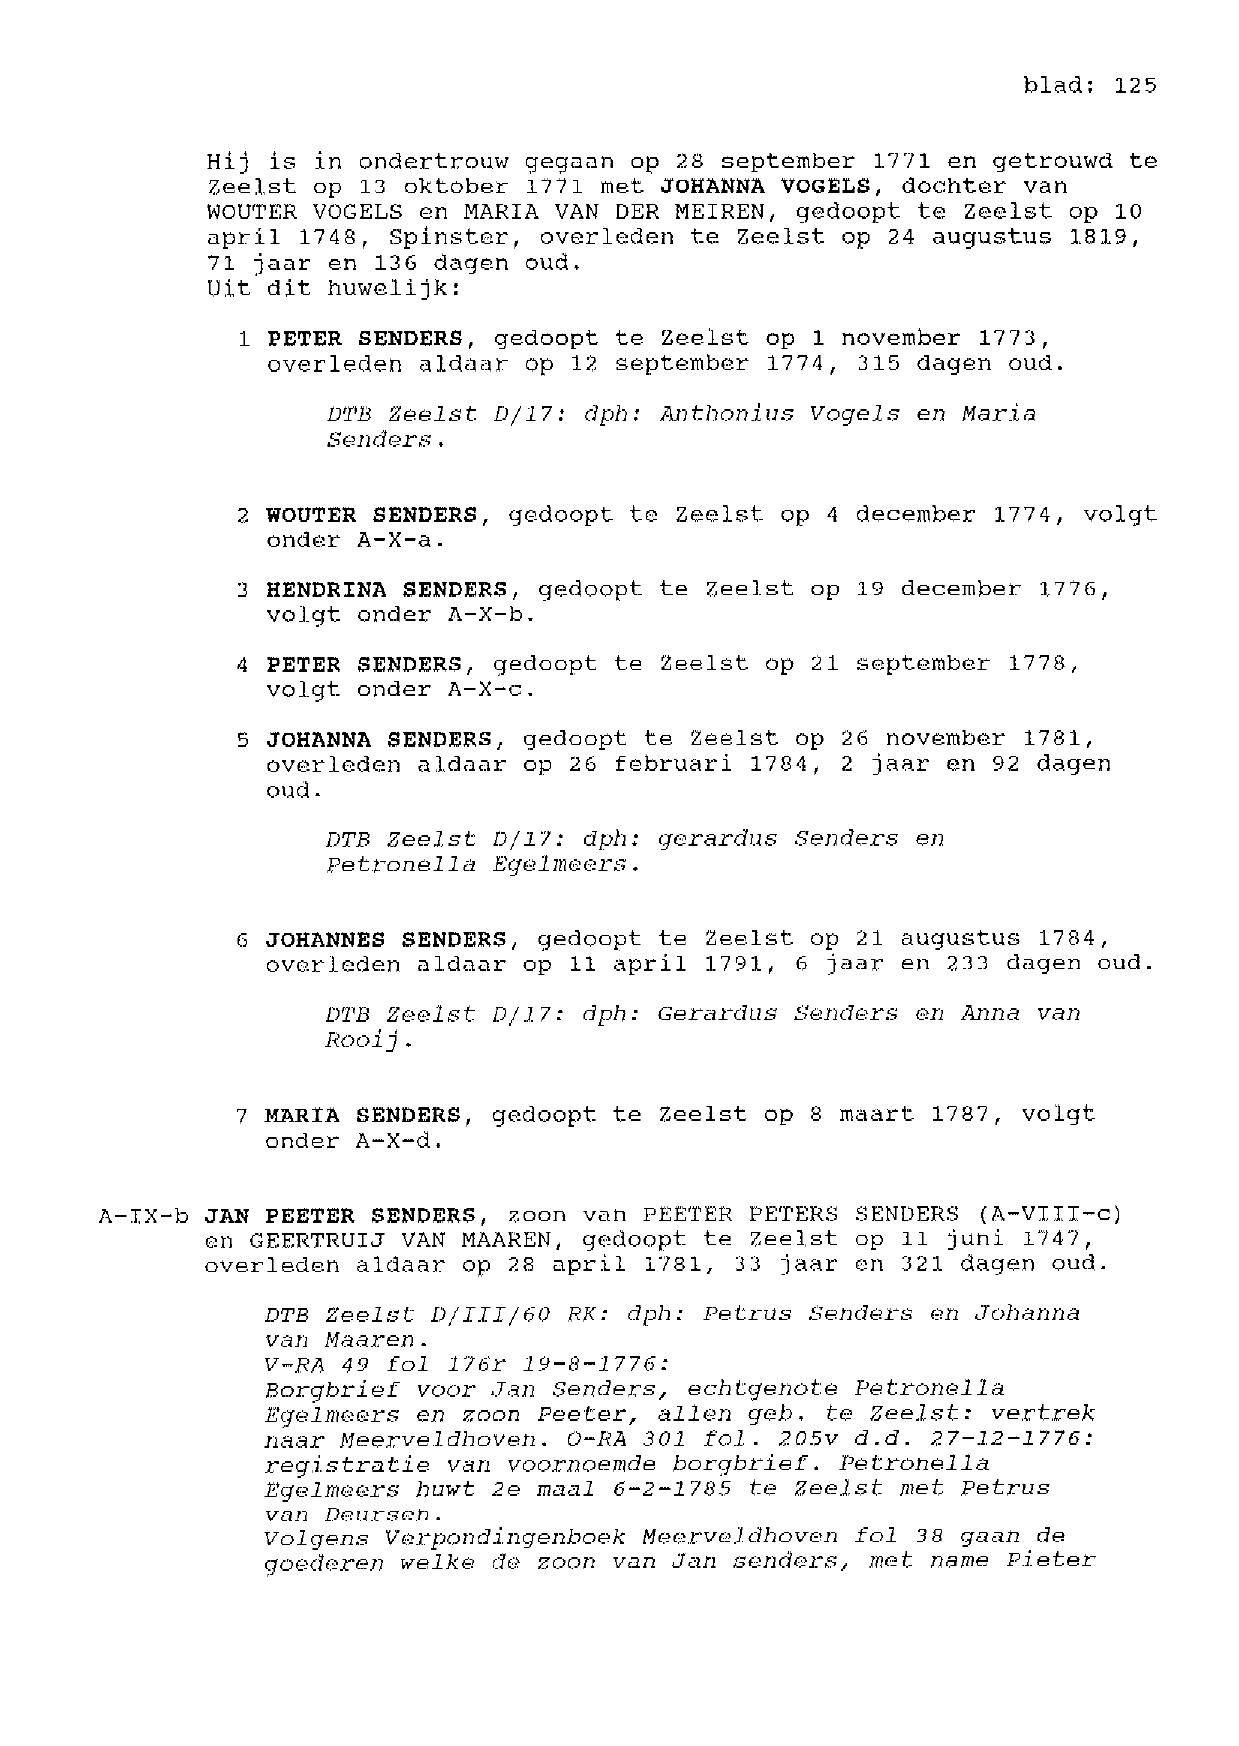 blad: 125
Hij is in ondertrouw gegaan op 28 september 1771 en getrouwd te
Zeelst op 13 oktober 1771 met JOHANNA VOGELS, dochter van
WOUTER VOGELS en MARIA VAN DER MEIREN, gedoopt te Zeelst op 10
april 1748, Spinster, overleden te Zeelst op 24 augustus 1819,
71 jaar en 136 dagen oud.
Uit dit huwelijk:
1 PETER SENDERS, gedoopt te Zeelst op 1 november 1773,
overleden aldaar op 12 september 1774, 315 dagen oud.
DTB Zeelst D/17: dph: Anthonius Vogels en Maria
Senders.
2 WOUTER SENDERS, gedoopt te Zeelst op 4 december 1774, volgt
onder A-X-a.
3 HENDRINA SENDERS, gedoopt te Zeelst op 19 december 1776,
volgt onder A-X-b.
4 PETER SENDERS, gedoopt te Zeelst op 21 september 1778,
volgt onder A-X-c.
5 JOHANNA SENDERS, gedoopt te Zeelst op 26 november 1781,
overleden aldaar op 26 februari 1784, 2 jaar en 92 dagen
oud.
DTB Zeelst D/17: dph: gerardus Senders en
Petronella Egelmeers.
6 JOHANNES SENDERS, gedoopt te Zeelst op 21 augustus 1784,
overleden aldaar op 11 april 1791, 6 jaar en 233 dagen oud.
DTB Zeelst D/17: dph: Gerardus Senders en Anna van
Rooij.
7 MARIA SENDERS, gedoopt te Zeelst op 8 maart 1787, volgt
onder A-X-d.
A-IX-b JAN PEETER SENDERS, zoon van PEETER PETERS SENDERS (A-VIII-c)
en GEERTRUIJ VAN MAAREN, gedoopt te Zeelst op 11 juni 1747,
overleden aldaar op 28 april 1781, 33 jaar en 321 dagen oud.
DTB Zeelst D/III/60 RK: dph: Petrus Senders en Johanna
van Maaren.
V-RA 49 fol 176r 19-8-1776:
Borgbrief voor Jan Senders, echtgenote Petronella
Egelmeers en zoon Peeter, allen geb. te Zeelst: vertrek
naar Meerveldhoven. O-RA 301 fol. 205v d.d. 27-12-1776:
registratie van voornoemde borgbrief. Petronella
Egelmeers huwt 2e maal 6-2-1785 te Zeelst met Petrus
van Deursen.
Volgens Verpondingenboek Meerveldhoven fol 38 gaan de
goederen welke de zoon van Jan senders, met name Pieter